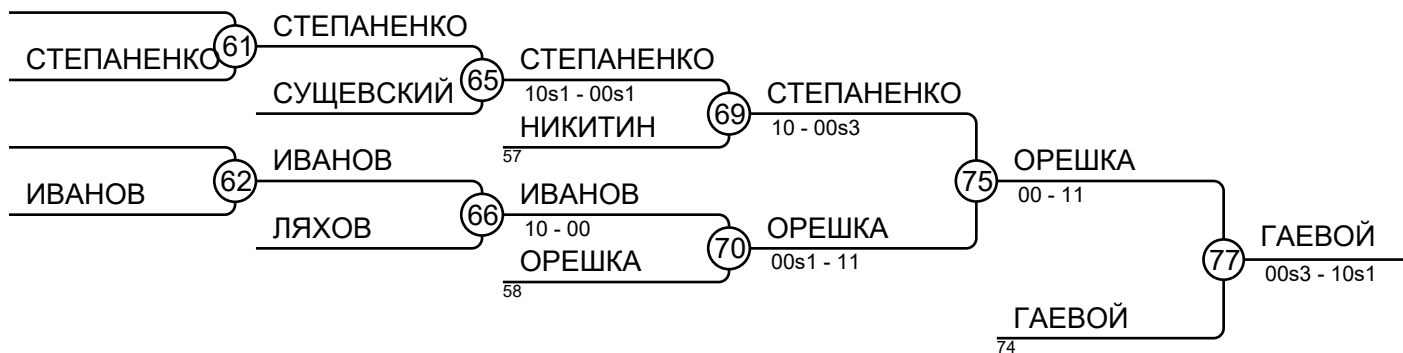 СТЕПАНЕНКО
61
СТЕПАНЕНКО
СТЕПАНЕНКО
СУЩЕВСКИЙ
65
10s1 - 00s1
СТЕПАНЕНКО
НИКИТИН
69
10 - 00s3
57
ИВАНОВ
ИВАНОВ
62
ИВАНОВ
ОРЕШКА
75
00 - 11
ЛЯХОВ
66
10 - 00
ОРЕШКА
ОРЕШКА
70
00s1 - 11
58
ГАЕВОЙ
77
00s3 - 10s1
ГАЕВОЙ
74